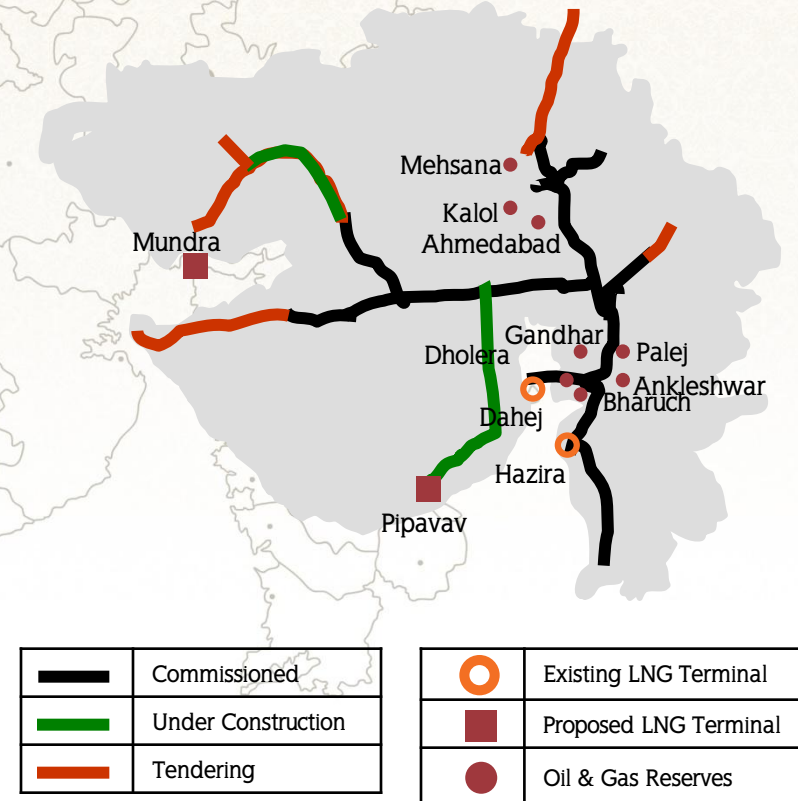 Mehsana
Kalol
Ahmedabad
Mundra
Gandhar
Dholera
Palej
Ankleshwar
Bharuch
Dahej
Hazira
Pipavav
Commissioned
Under Construction
Tendering
Existing LNG Terminal
Proposed LNG Terminal
Oil & Gas Reserves